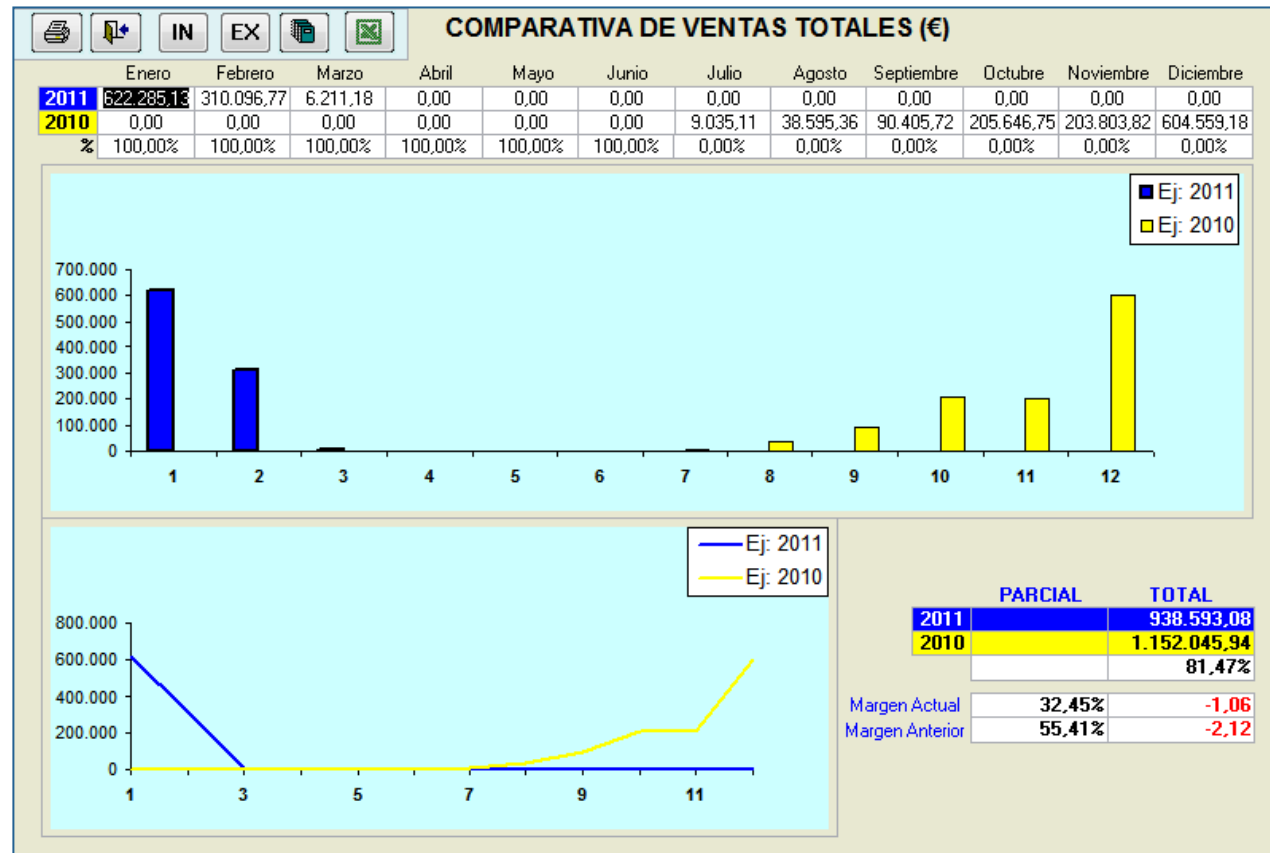 IN EX COMPARATIVA DE VENTAS TOTALES (€)
Enero Febrero Marzo Abril Mayo Junio Julio Agosto Septiembre Octubre Noviembre Diciembre
2011 622.285,13 310.096,77 6.211,18 0,00 0,00 0,00 0,00 0,00 0,00 0,00 0,00 0,00
2010 0,00 0,00 0,00 0,00 0,00 0,00 9.035,11 38.595,36 90.405,72 205.646,75 203.803,82 604.559,18
% 100,00% 100,00% 100,00% 100,00% 100,00% 100,00% 0,00% 0,00% 0,00% 0,00% 0,00% 0,00%
Ej: 2011
Ej: 2010
700.000
600.000
500.000
400.000
300.000
200.000
100.000
0
1 2 3 4 5 6 7 8 9 10 11 12
Ej: 2011
Ej: 2010
800.000
600.000
400.000
200.000
0
1 3 5 7 9 11
PARCIAL TOTAL
2011 938.593,08
2010 1.152.045,94
81,47%
Margen Actual 32,45% -1,06
Margen Anterior 55,41% -2,12